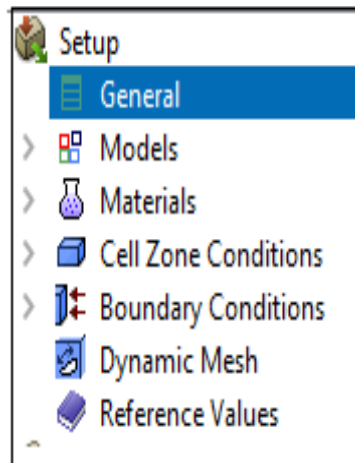 Setup
General
Models
Materials
Cell Zone Conditions
Boundary Conditions
Dynamic Mesh
Reference Values